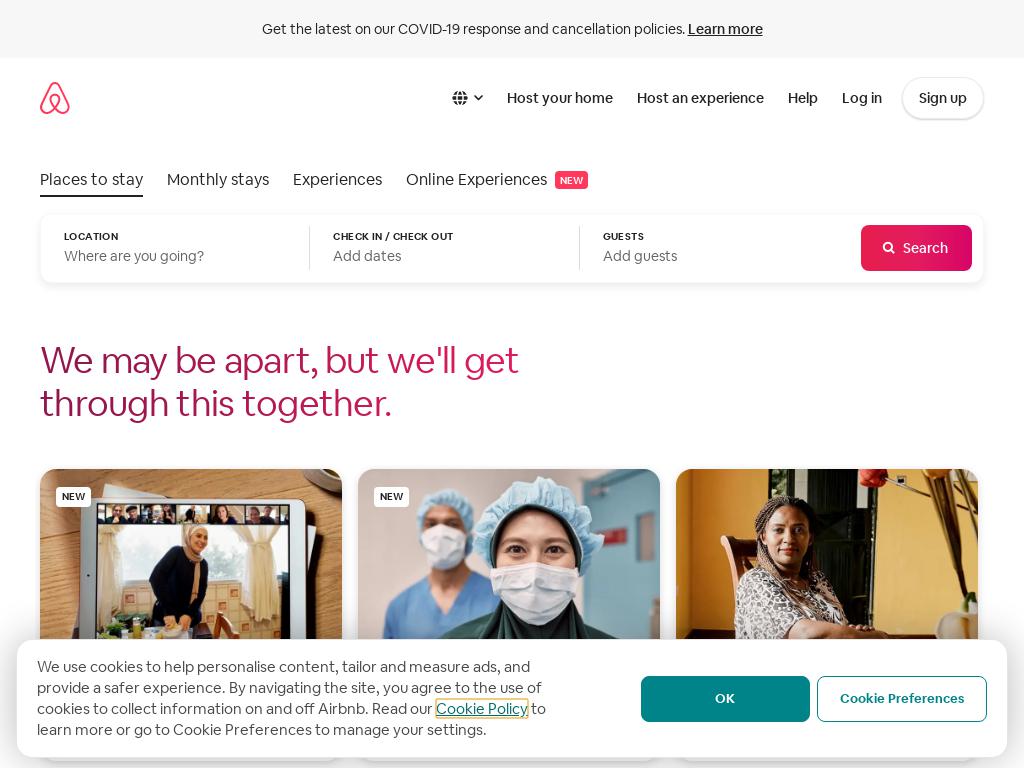 Get the latest on our COVID-19 response and cancellation policies. Learn more
Host your home
Host an experience
Help
Log in
Sign up
Places to stay
Monthly stays
Experiences
Online Experiences
NEW
LOCATION
Where are you going?
CHECK IN / CHECK OUT
Add dates
GUESTS
Add guests
Search
We may be apart, but we'll get
through this together.
NEW
NEW
We use cookies to help personalise content, tailor and measure ads, and
provide a safer experience. By navigating the site, you agree to the use of
cookies to collect information on and off Airbnb. Read our Cookie Policy to
learn more or go to Cookie Preferences to manage your settings.
OK
Cookie Preferences